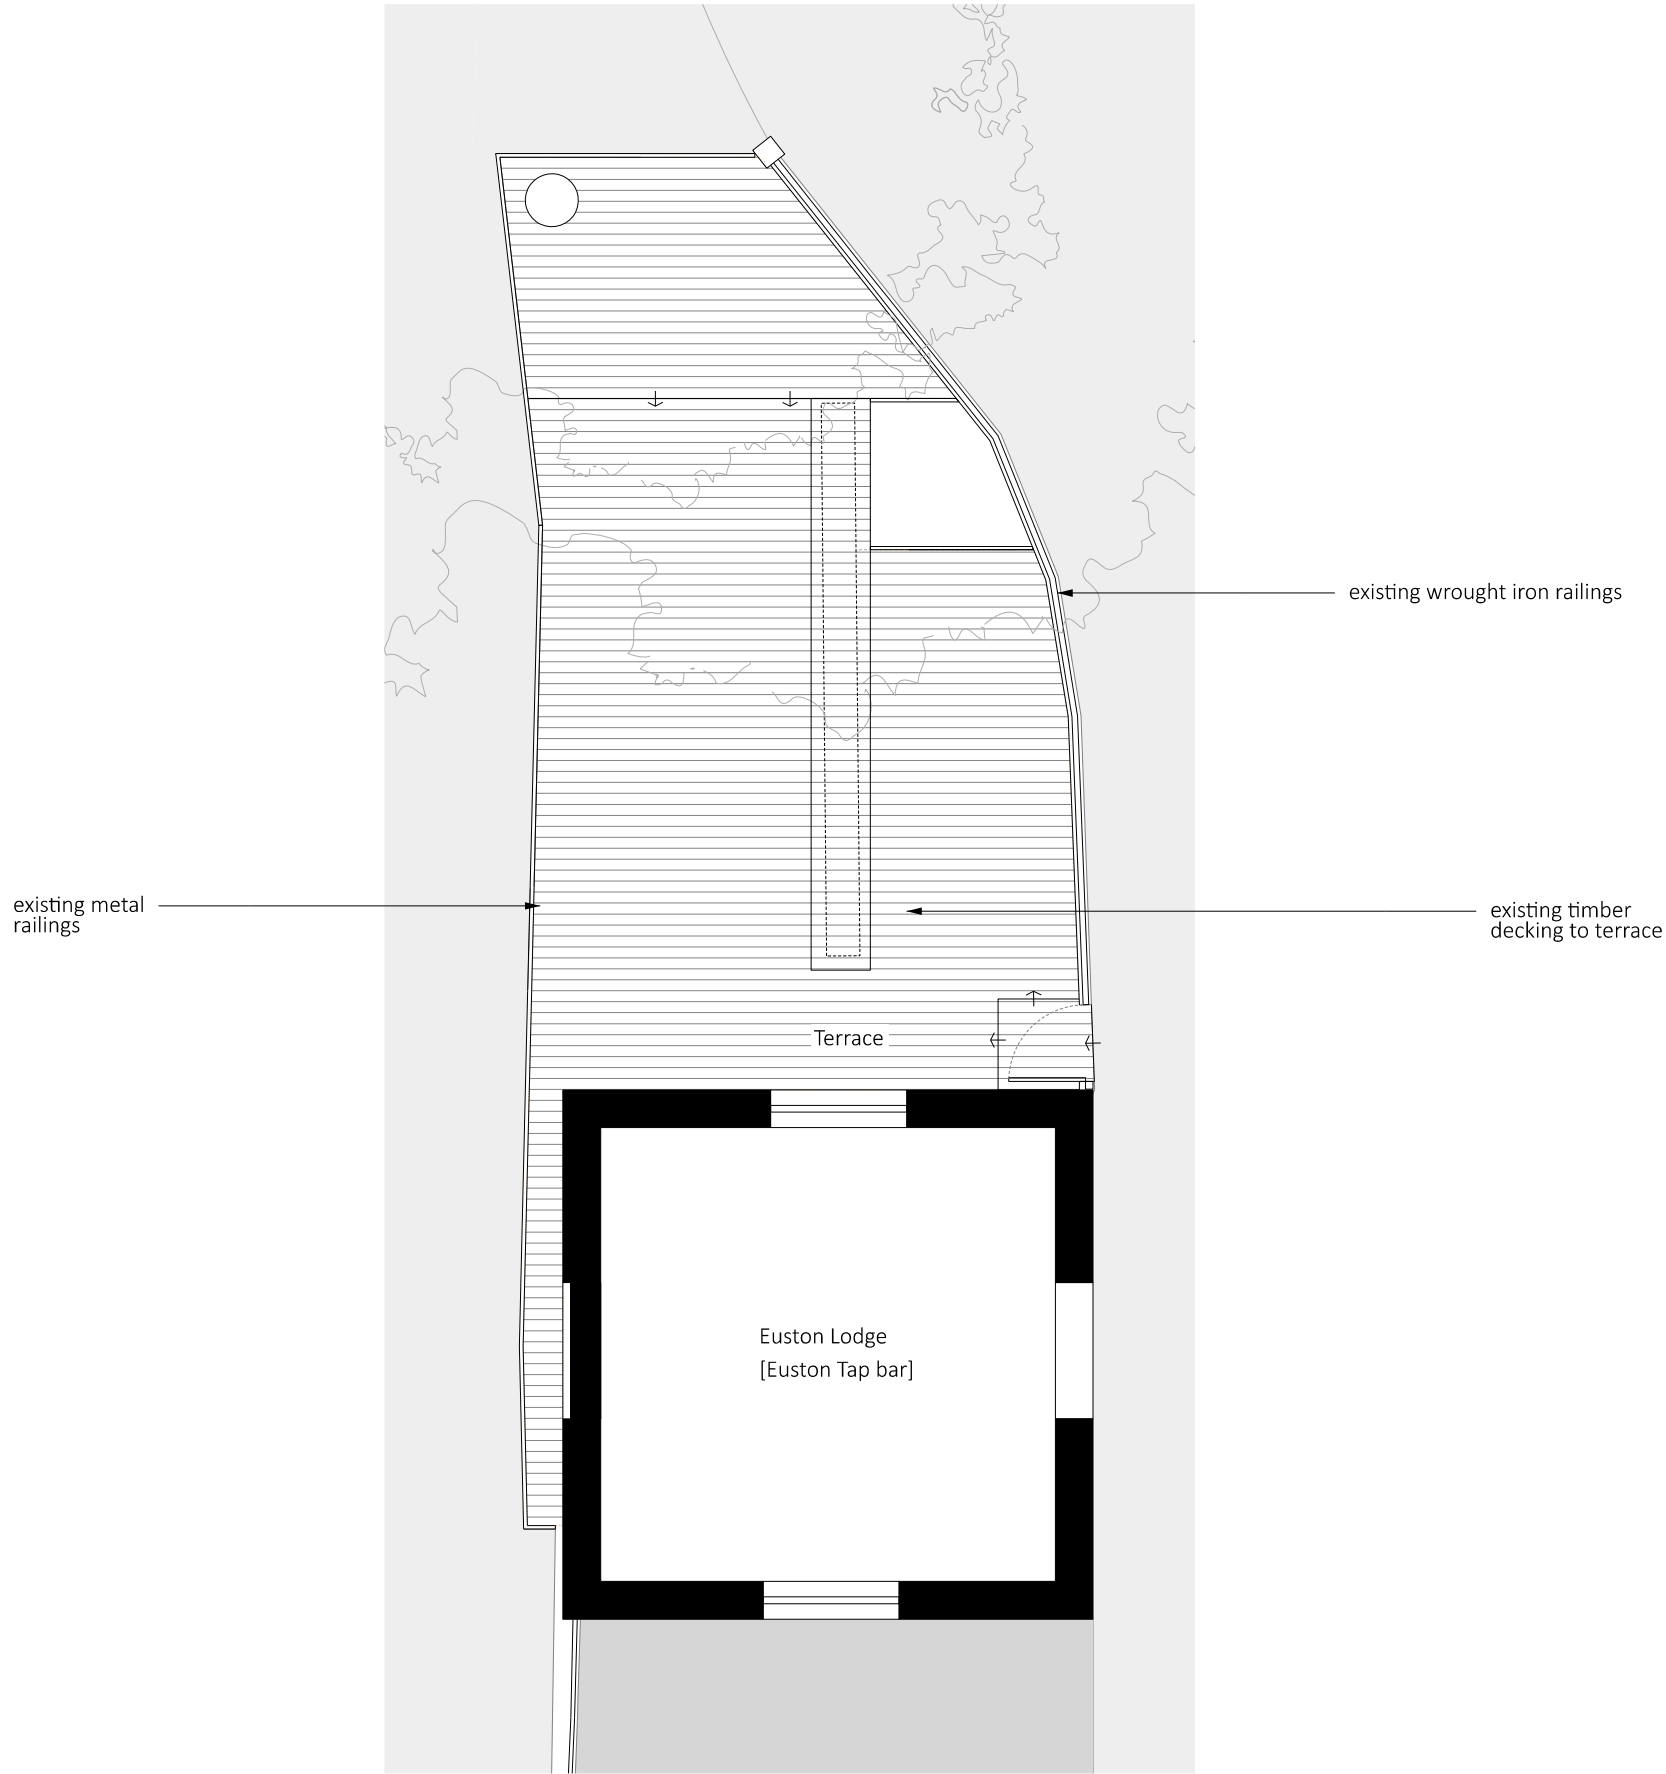 existing wrought iron railings
existing metal
railings
existing timber
decking to terrace
Terrace
Euston Lodge
[Euston Tap bar]